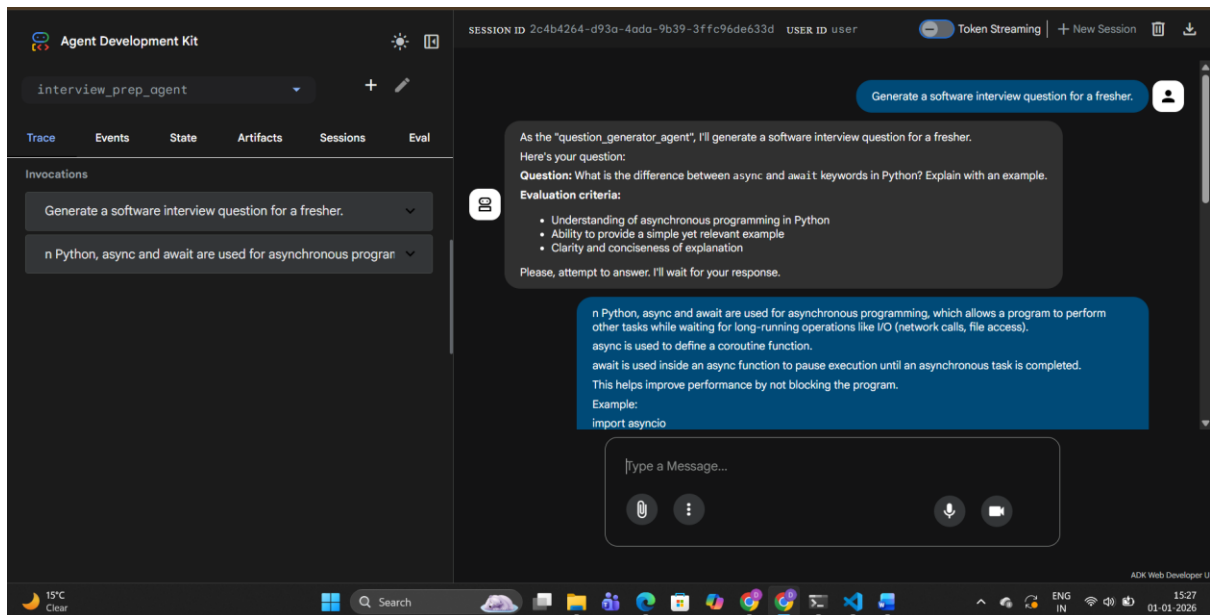 Agent Development Kit
SESSION ID 2c4b4264-d93a-4ada-9b39-3ffc96de633d USER ID user
Token Streaming
New Session
interview_prep_agent
Trace Events State Artifacts Sessions Eval
Invocations
Generate a software interview question for a fresher.
n Python, async and await are used for asynchronous progran
Generate a software interview question for a fresher.
As the "question_generator_agent", I'll generate a software interview question for a fresher.
Here's your question:
Question: What is the difference between async and await keywords in Python? Explain with an example.
Evaluation criteria:
• Understanding of asynchronous programming in Python
• Ability to provide a simple yet relevant example
• Clarity and conciseness of explanation
Please, attempt to answer. I'll wait for your response.
n Python, async and await are used for asynchronous programming, which allows a program to perform
other tasks while waiting for long-running operations like I/O (network calls, file access).
async is used to define a coroutine function.
await is used inside an async function to pause execution until an asynchronous task is completed.
This helps improve performance by not blocking the program.
Example:
import asyncio
Type a Message...
ADK Web Developer U
15°C
Clear
Search
ENG
IN
15:27
01-01-2026